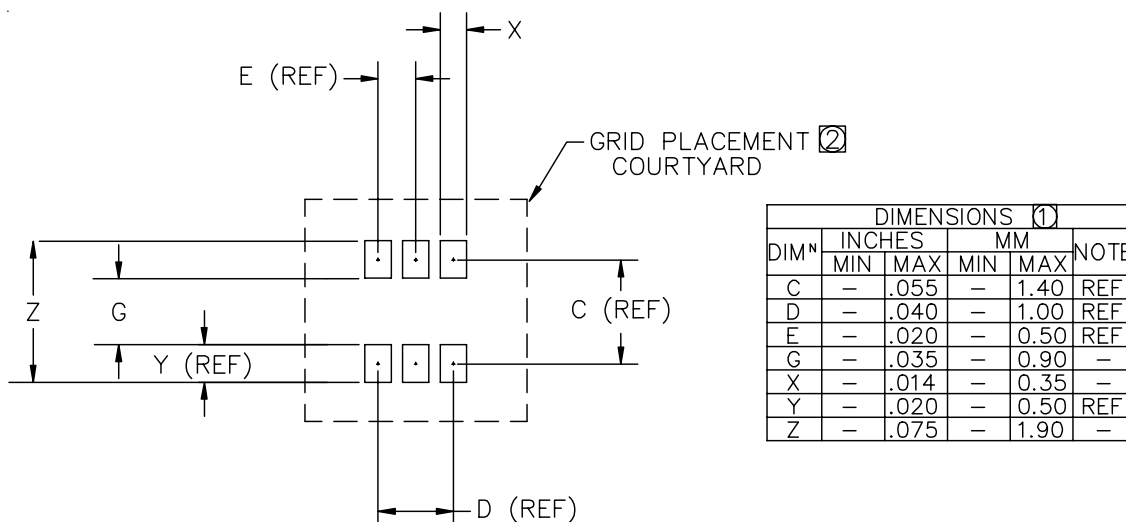 X
E (REF)
GRID PLACEMENT 2
COURTYARD
Z
G
Y (REF)
C (REF)
D (REF)
DIMENSIONS 1
DIMᴺ INCHES MM NOTE
MIN MAX MIN MAX
C – .055 – 1.40 REF
D – .040 – 1.00 REF
E – .020 – 0.50 REF
G – .035 – 0.90 –
X – .014 – 0.35 –
Y – .020 – 0.50 REF
Z – .075 – 1.90 –